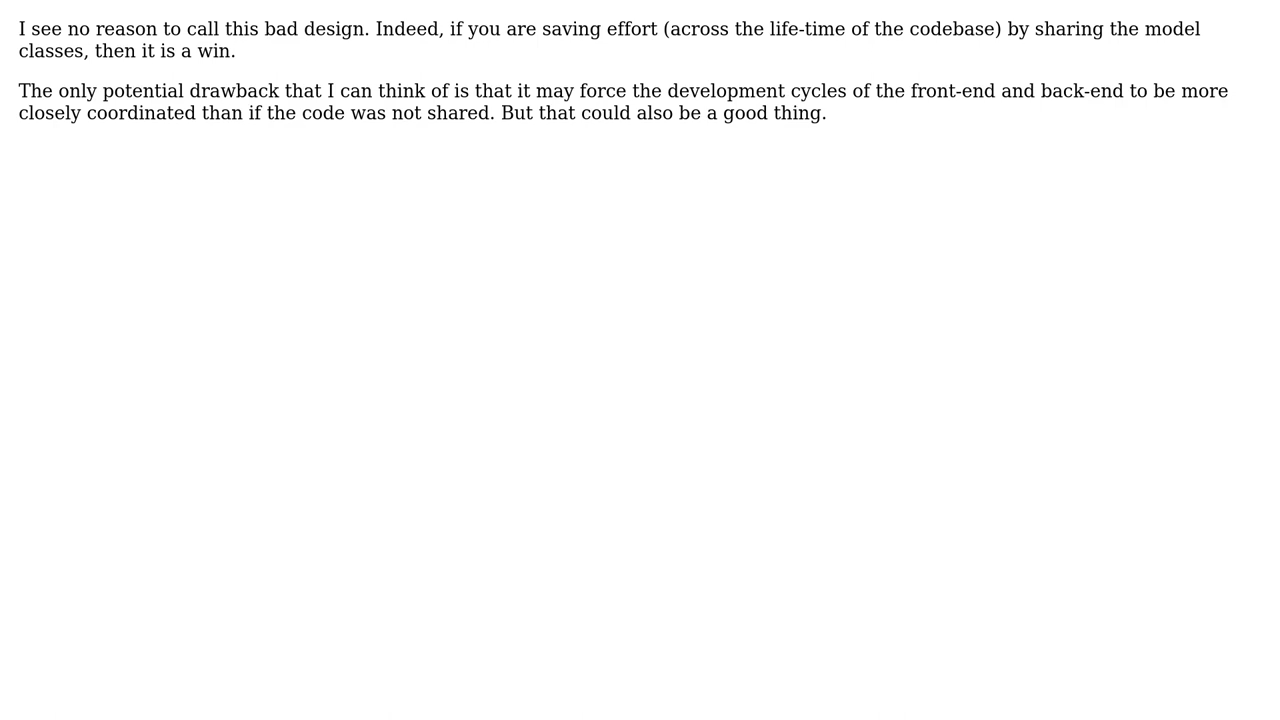 I see no reason to call this bad design. Indeed, if you are saving effort (across the life-time of the codebase) by sharing the model
classes, then it is a win.
The only potential drawback that I can think of is that it may force the development cycles of the front-end and back-end to be more
closely coordinated than if the code was not shared. But that could also be a good thing.